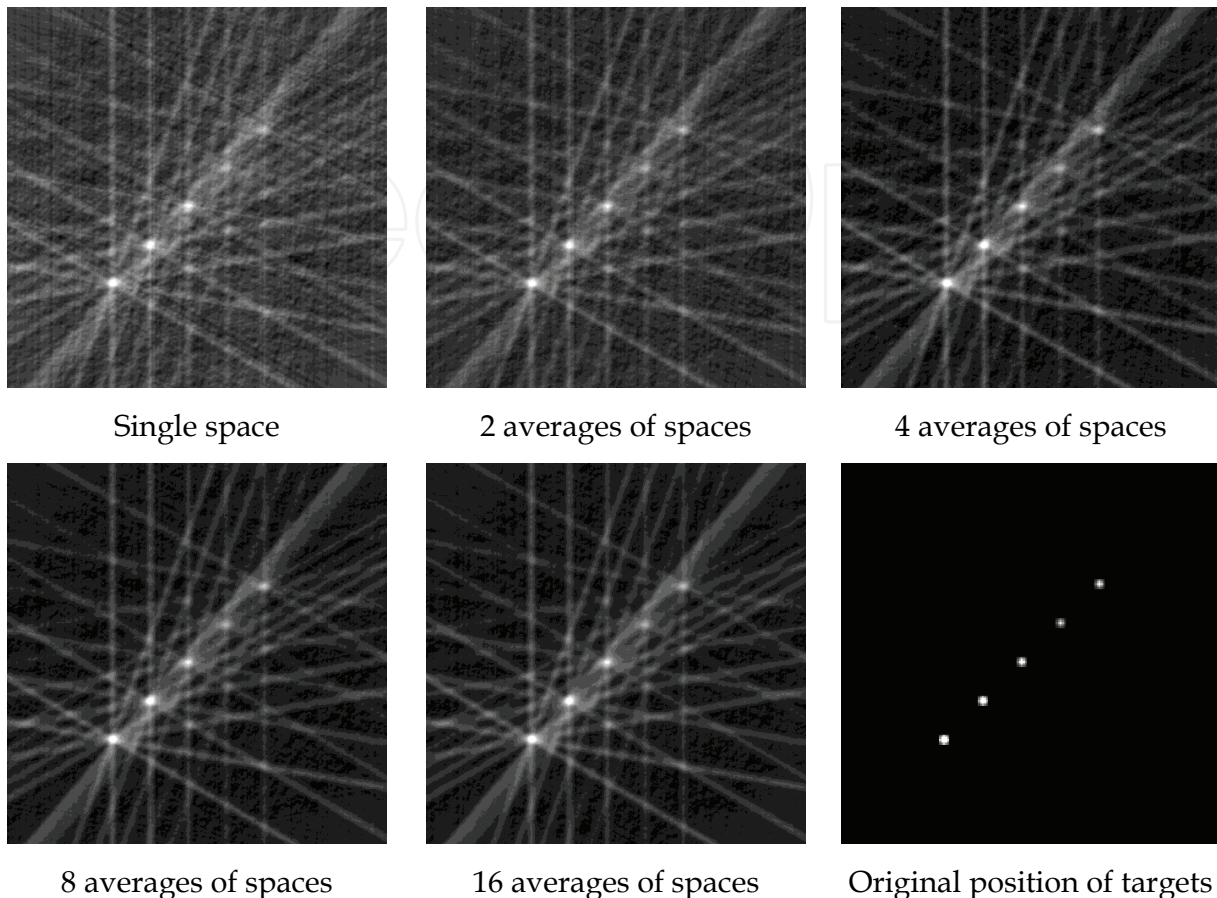 Single space
2 averages of spaces
4 averages of spaces
8 averages of spaces
16 averages of spaces
Original position of targets